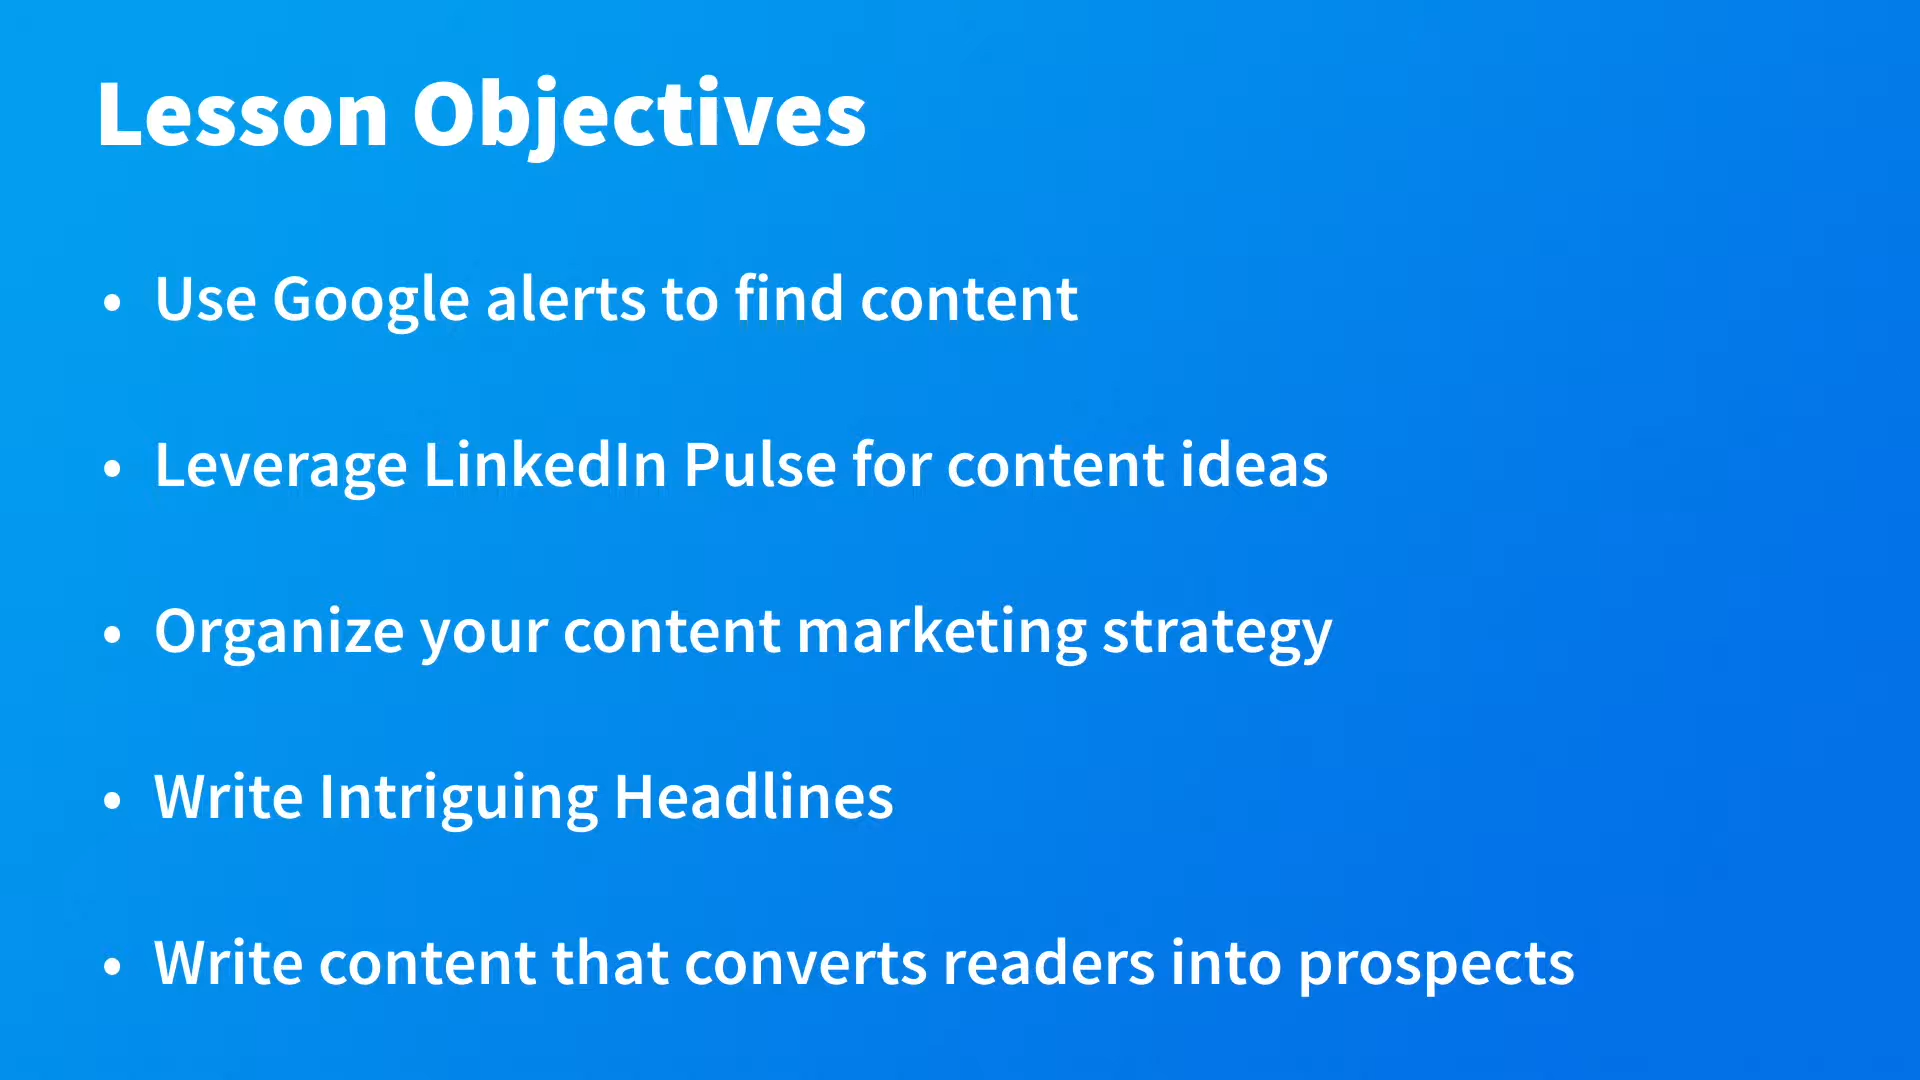 Lesson Objectives
• Use Google alerts to find content
• Leverage LinkedIn Pulse for content ideas
• Organize your content marketing strategy
• Write Intriguing Headlines
• Write content that converts readers into prospects